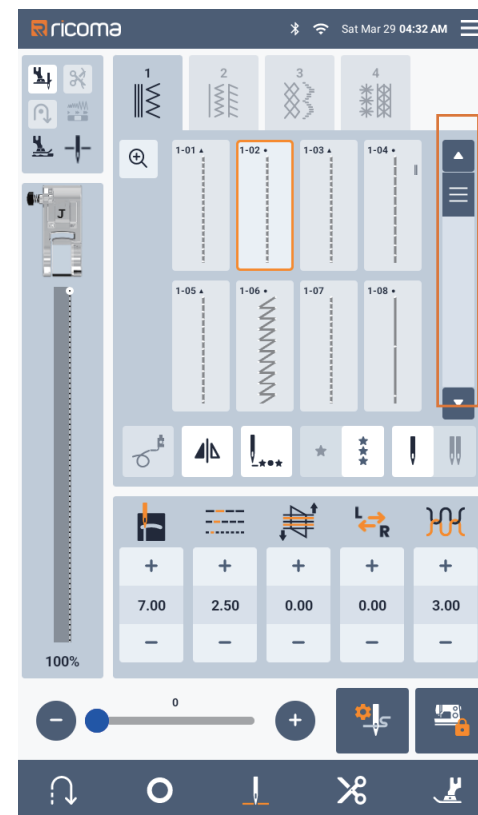 ricoma Sat Mar 29 04:32 AM
1 2 3 4
1-01 ▲ 1-02 • 1-03 ▲ 1-04 •
J
1-05 ▲ 1-06 • 1-07 1-08 •
L R
+ + + + +
7.00 2.50 0.00 0.00 3.00
− − − − −
100%
0
− +